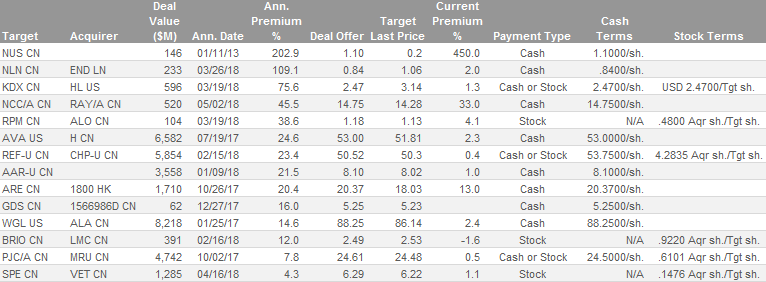 Target Acquirer Deal Value ($M) Ann. Date Ann. Premium % Deal Offer Target Last Price Current Premium % Payment Type Cash Terms Stock Terms
NUS CN 146 01/11/13 202.9 1.10 0.2 450.0 Cash 1.1000/sh.
NLN CN END LN 233 03/26/18 109.1 0.84 1.06 2.0 Cash .8400/sh.
KDX CN HL US 596 03/19/18 75.6 2.47 3.14 1.3 Cash or Stock 2.4700/sh. USD 2.4700/Tgt sh.
NCC/A CN RAY/A CN 520 05/02/18 45.5 14.75 14.28 33.0 Cash 14.7500/sh.
RPM CN ALO CN 104 03/19/18 38.6 1.18 1.13 4.1 Stock N/A .4800 Aqr sh./Tgt sh.
AVA US H CN 6,582 07/19/17 24.6 53.00 51.81 2.3 Cash 53.0000/sh.
REF-U CN CHP-U CN 5,854 02/15/18 23.4 50.52 50.3 0.4 Cash or Stock 53.7500/sh. 4.2835 Aqr sh./Tgt sh.
AAR-U CN 3,558 01/09/18 21.5 8.10 8.02 1.0 Cash 8.1000/sh.
ARE CN 1800 HK 1,710 10/26/17 20.4 20.37 18.03 13.0 Cash 20.3700/sh.
GDS CN 1566986D CN 62 12/27/17 16.0 5.25 5.23 Cash 5.2500/sh.
WGL US ALA CN 8,218 01/25/17 14.6 88.25 86.14 2.4 Cash 88.2500/sh.
BRIO CN LMC CN 391 02/16/18 12.0 2.49 2.53 -1.6 Stock N/A .9220 Aqr sh./Tgt sh.
PJC/A CN MRU CN 4,742 10/02/17 7.8 24.61 24.48 0.5 Cash or Stock 24.5000/sh. .6101 Aqr sh./Tgt sh.
SPE CN VET CN 1,285 04/16/18 4.3 6.29 6.22 1.1 Stock N/A .1476 Aqr sh./Tgt sh.